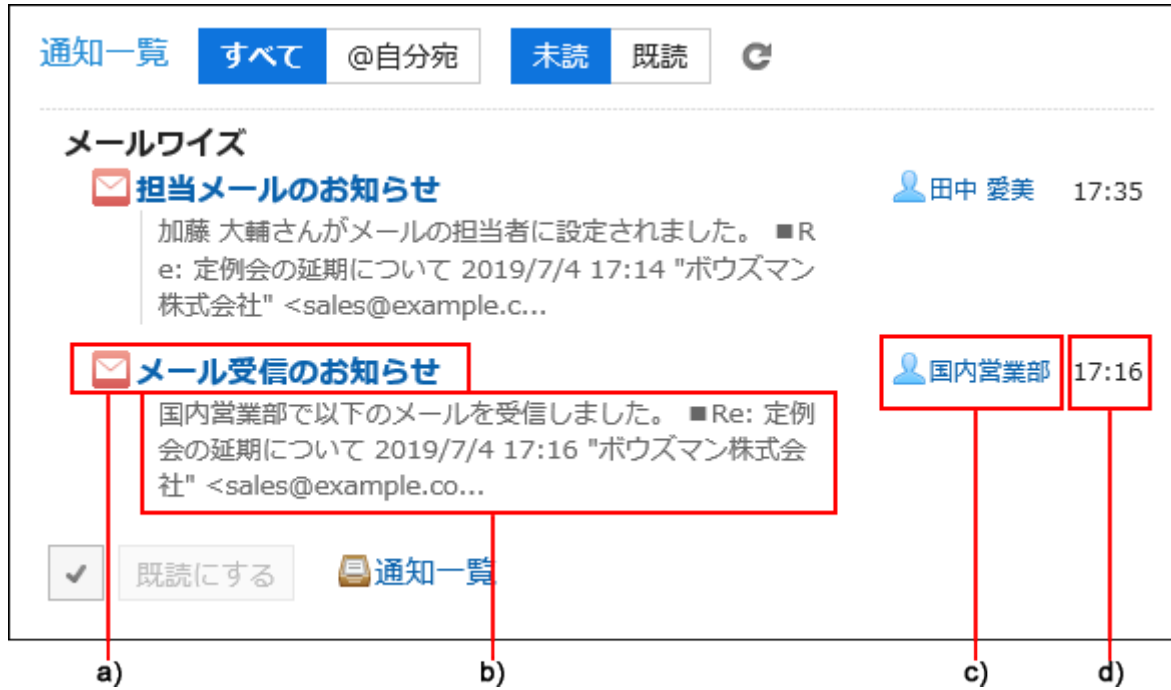 通知一覧 すべて @自分宛 未読 既読
メールワイズ
担当メールのお知らせ 田中 愛美 17:35
加藤 大輔さんがメールの担当者に設定されました。 ■R
e: 定例会の延期について 2019/7/4 17:14 "ボウズマン
株式会社" <sales@example.c...
メール受信のお知らせ 国内営業部 17:16
国内営業部で以下のメールを受信しました。 ■Re: 定例
会の延期について 2019/7/4 17:16 "ボウズマン株式会
社" <sales@example.co...
既読にする 通知一覧
a) b) c) d)